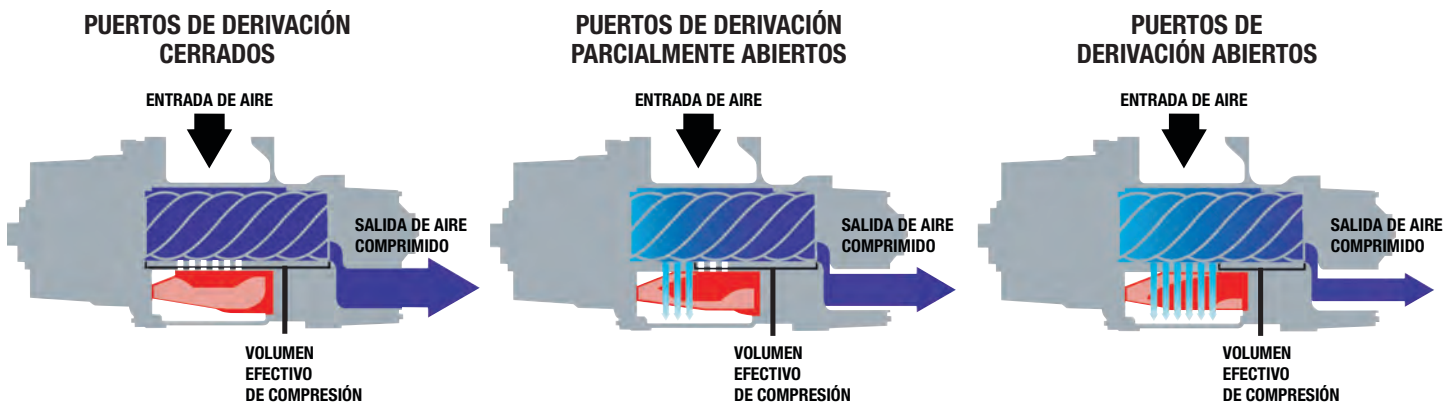 PUERTOS DE DERIVACIÓN
CERRADOS
ENTRADA DE AIRE
SALIDA DE AIRE
COMPRIMIDO
VOLUMEN
EFECTIVO
DE COMPRESIÓN
PUERTOS DE DERIVACIÓN
PARCIALMENTE ABIERTOS
ENTRADA DE AIRE
SALIDA DE AIRE
COMPRIMIDO
VOLUMEN
EFECTIVO
DE COMPRESIÓN
PUERTOS DE
DERIVACIÓN ABIERTOS
ENTRADA DE AIRE
SALIDA DE AIRE
COMPRIMIDO
VOLUMEN
EFECTIVO
DE COMPRESIÓN